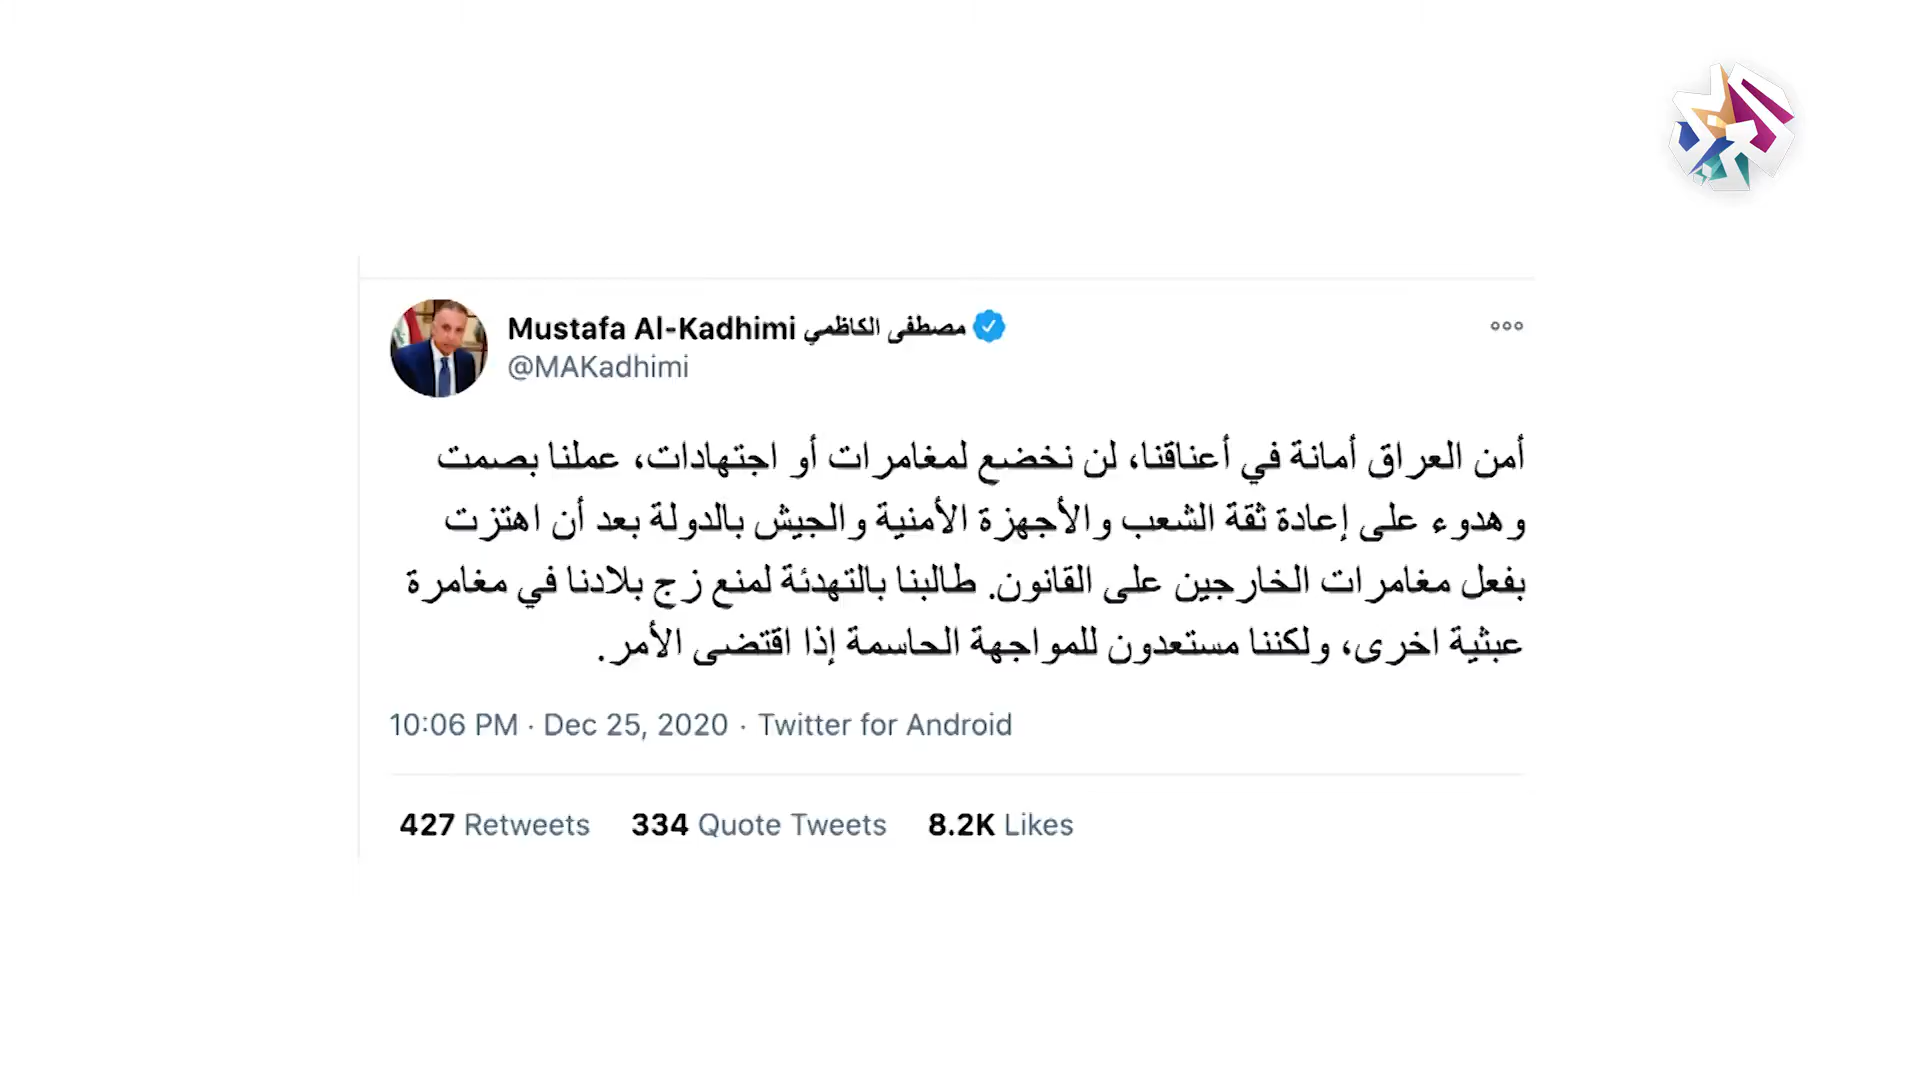 Mustafa Al-Kadhimi مصطفى الكاظمي
@MAKadhimi
أمن العراق أمانة في أعناقنا، لن نخضع لمغامرات أو اجتهادات، عملنا بصمت
وهدوء على إعادة ثقة الشعب والأجهزة الأمنية والجيش بالدولة بعد أن اهتزت
بفعل مغامرات الخارجين على القانون. طالبنا بالتهدئة لمنع زج بلادنا في مغامرة
عبثية اخرى، ولكننا مستعدون للمواجهة الحاسمة إذا اقتضى الأمر.
10:06 PM · Dec 25, 2020 · Twitter for Android
427 Retweets 334 Quote Tweets 8.2K Likes